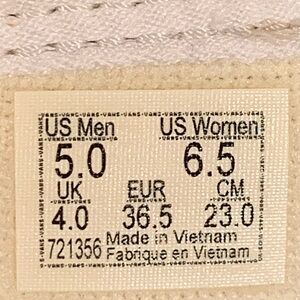 US Men US Women
5.0 6.5
UK EUR CM
4.0 36.5 23.0
721356 Made in Vietnam
Fabrique en Vietnam